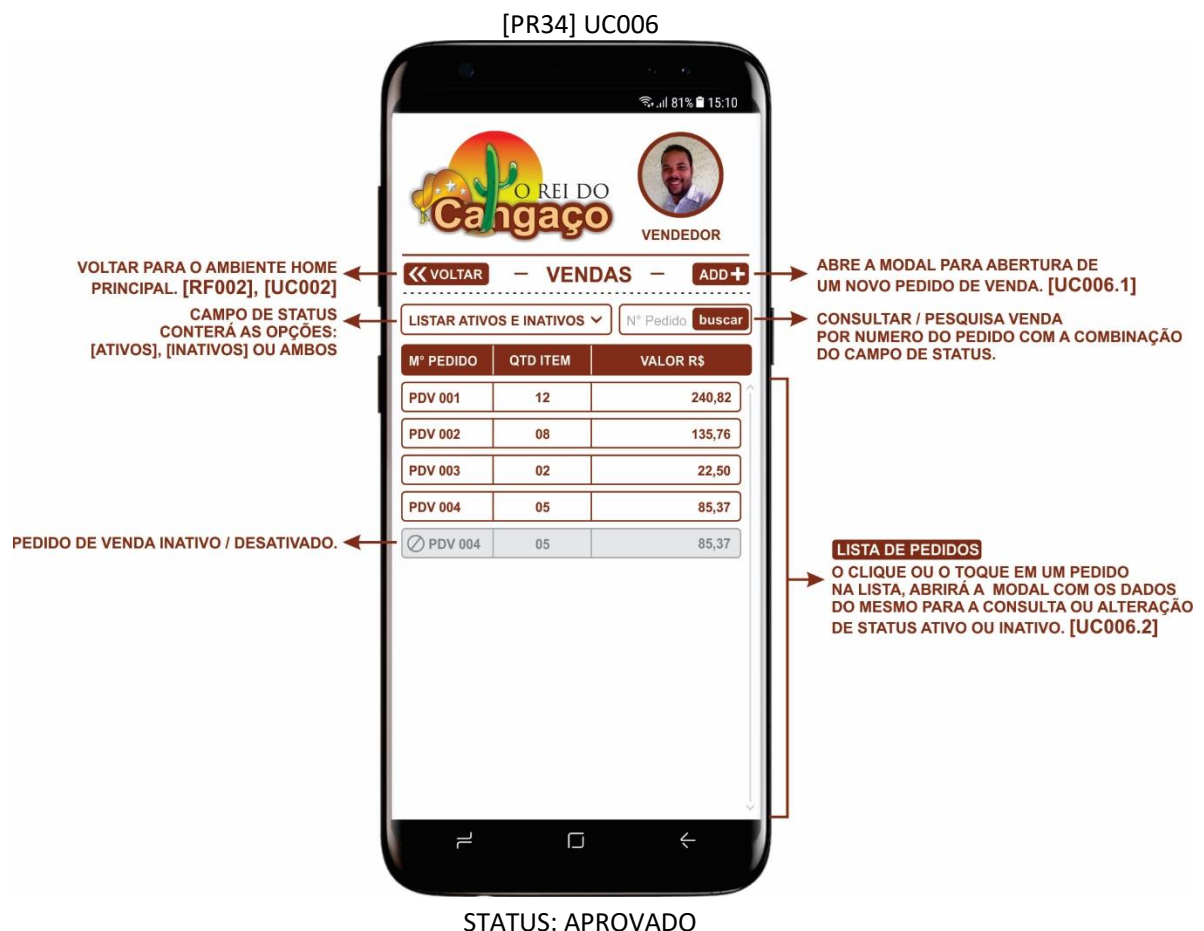 [PR34] UC006
81% 15:10
O REI DO
Cangaço
VENDEDOR
VOLTAR
– VENDAS –
ADD
VOLTAR PARA O AMBIENTE HOME
PRINCIPAL. [RF002], [UC002]
ABRE A MODAL PARA ABERTURA DE
UM NOVO PEDIDO DE VENDA. [UC006.1]
CAMPO DE STATUS
CONTERÁ AS OPÇÕES:
[ATIVOS], [INATIVOS] OU AMBOS
LISTAR ATIVOS E INATIVOS
N° Pedido buscar
CONSULTAR / PESQUISA VENDA
POR NUMERO DO PEDIDO COM A COMBINAÇÃO
DO CAMPO DE STATUS.
M° PEDIDO QTD ITEM VALOR R$
PDV 001 12 240,82
PDV 002 08 135,76
PDV 003 02 22,50
PDV 004 05 85,37
PEDIDO DE VENDA INATIVO / DESATIVADO.
PDV 004 05 85,37
LISTA DE PEDIDOS
O CLIQUE OU O TOQUE EM UM PEDIDO
NA LISTA, ABRIRÁ A MODAL COM OS DADOS
DO MESMO PARA A CONSULTA OU ALTERAÇÃO
DE STATUS ATIVO OU INATIVO. [UC006.2]
STATUS: APROVADO